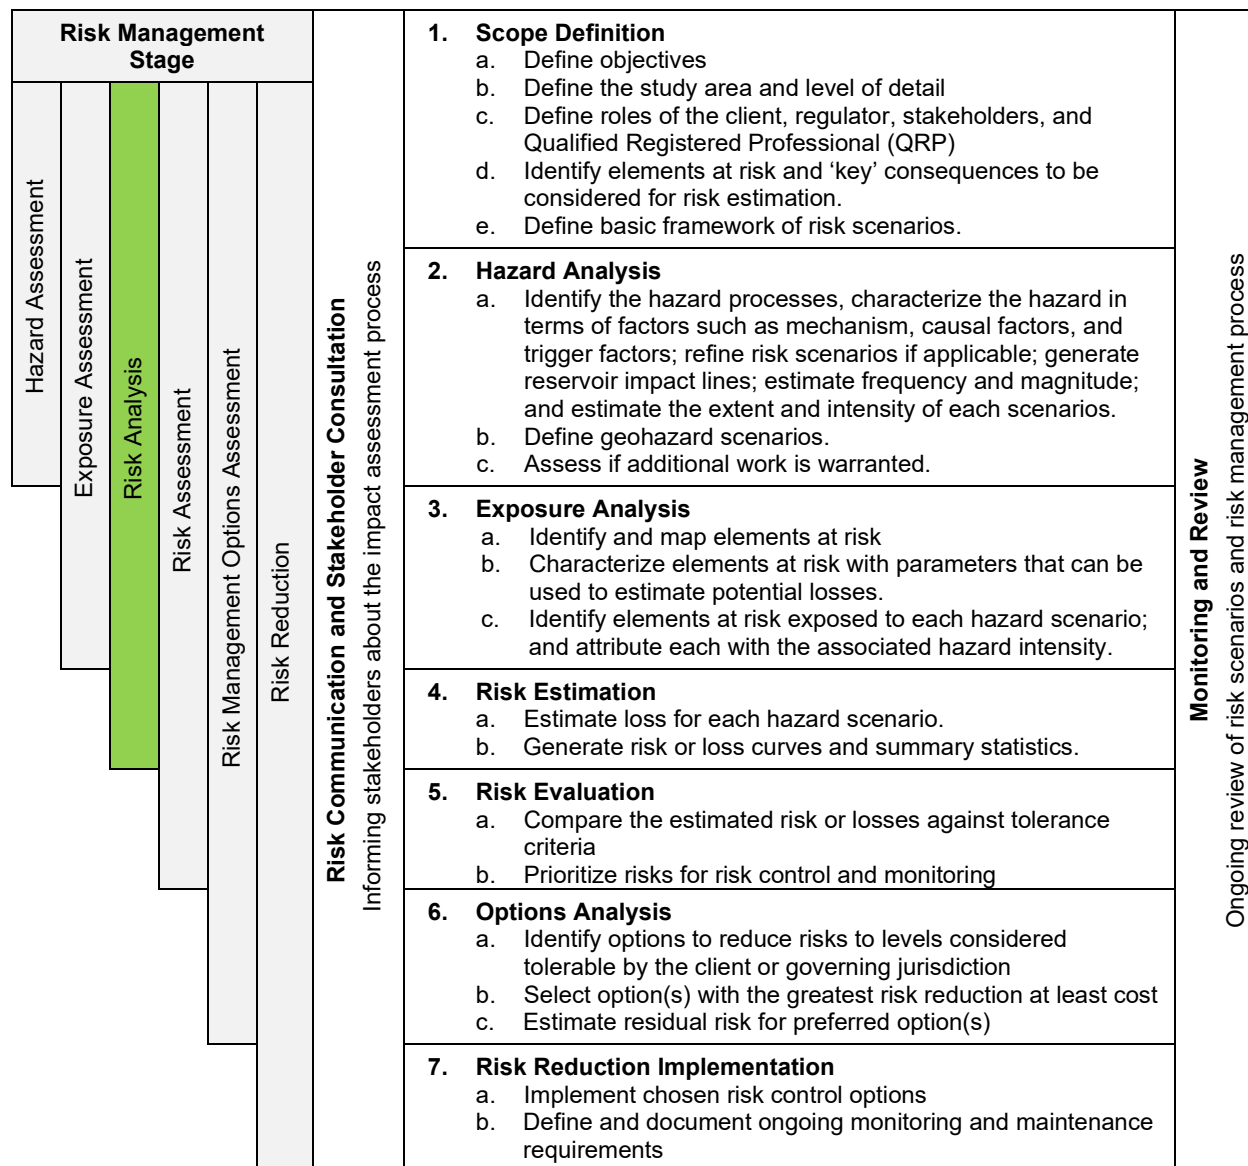 Risk Management
Stage
Hazard Assessment
Exposure Assessment
Risk Analysis
Risk Assessment
Risk Management Options Assessment
Risk Reduction
Risk Communication and Stakeholder Consultation
Informing stakeholders about the impact assessment process
1. Scope Definition
a. Define objectives
b. Define the study area and level of detail
c. Define roles of the client, regulator, stakeholders, and
Qualified Registered Professional (QRP)
d. Identify elements at risk and ‘key’ consequences to be
considered for risk estimation.
e. Define basic framework of risk scenarios.
2. Hazard Analysis
a. Identify the hazard processes, characterize the hazard in
terms of factors such as mechanism, causal factors, and
trigger factors; refine risk scenarios if applicable; generate
reservoir impact lines; estimate frequency and magnitude;
and estimate the extent and intensity of each scenarios.
b. Define geohazard scenarios.
c. Assess if additional work is warranted.
3. Exposure Analysis
a. Identify and map elements at risk
b. Characterize elements at risk with parameters that can be
used to estimate potential losses.
c. Identify elements at risk exposed to each hazard scenario;
and attribute each with the associated hazard intensity.
4. Risk Estimation
a. Estimate loss for each hazard scenario.
b. Generate risk or loss curves and summary statistics.
5. Risk Evaluation
a. Compare the estimated risk or losses against tolerance
criteria
b. Prioritize risks for risk control and monitoring
6. Options Analysis
a. Identify options to reduce risks to levels considered
tolerable by the client or governing jurisdiction
b. Select option(s) with the greatest risk reduction at least cost
c. Estimate residual risk for preferred option(s)
7. Risk Reduction Implementation
a. Implement chosen risk control options
b. Define and document ongoing monitoring and maintenance
requirements
Monitoring and Review
Ongoing review of risk scenarios and risk management process